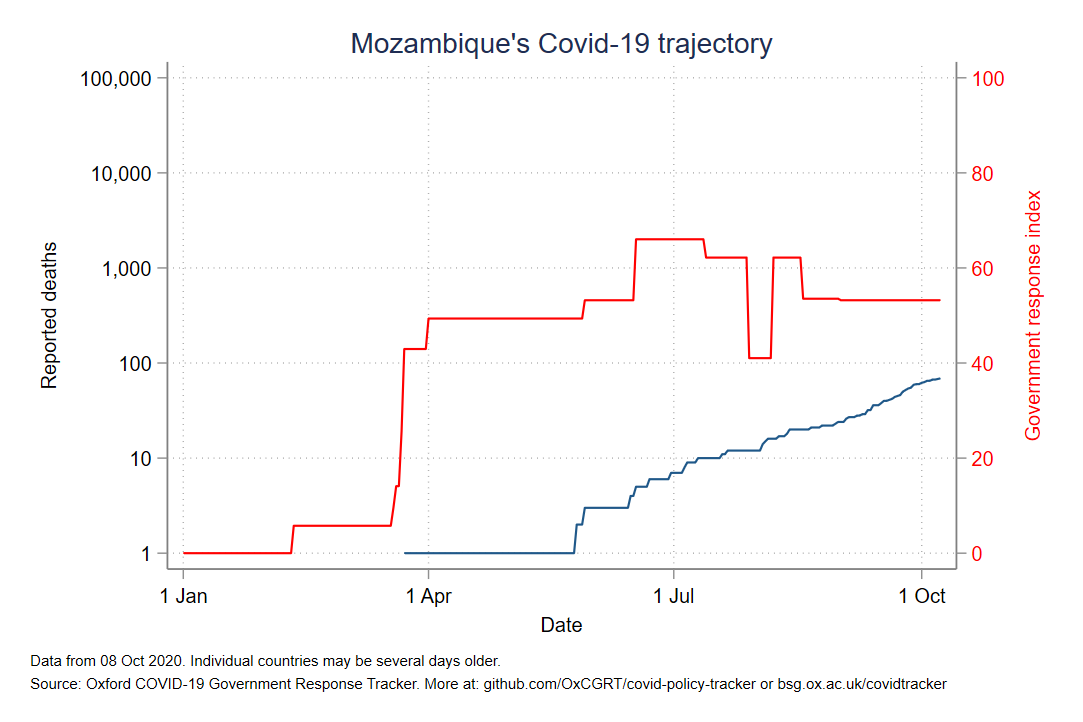 Mozambique's Covid-19 trajectory
100,000
10,000
1,000
100
10
1
Reported deaths
100
80
60
40
20
0
Government response index
1 Jan
1 Apr
1 Jul
1 Oct
Date
Data from 08 Oct 2020. Individual countries may be several days older.
Source: Oxford COVID-19 Government Response Tracker. More at: github.com/OxCGRT/covid-policy-tracker or bsg.ox.ac.uk/covidtracker